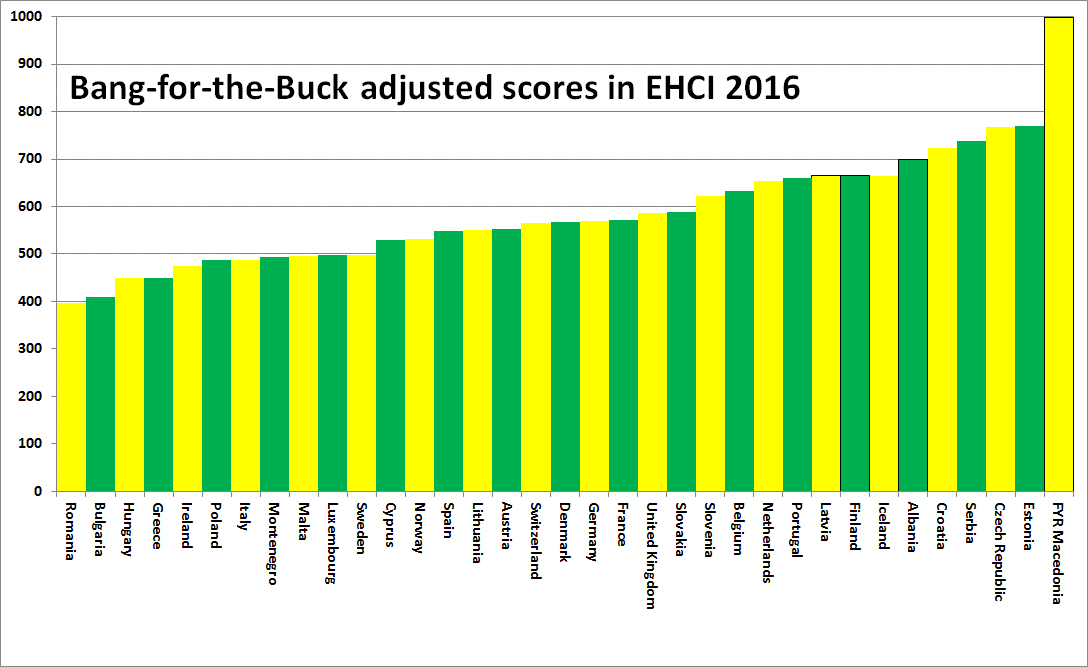 Bang-for-the-Buck adjusted scores in EHCI 2016
1000
900
800
700
600
500
400
300
200
100
0
Romania
Bulgaria
Hungary
Greece
Ireland
Poland
Italy
Montenegro
Malta
Luxembourg
Sweden
Cyprus
Norway
Spain
Lithuania
Austria
Switzerland
Denmark
Germany
France
United Kingdom
Slovakia
Slovenia
Belgium
Netherlands
Portugal
Latvia
Finland
Iceland
Albania
Croatia
Serbia
Czech Republic
Estonia
FYR Macedonia